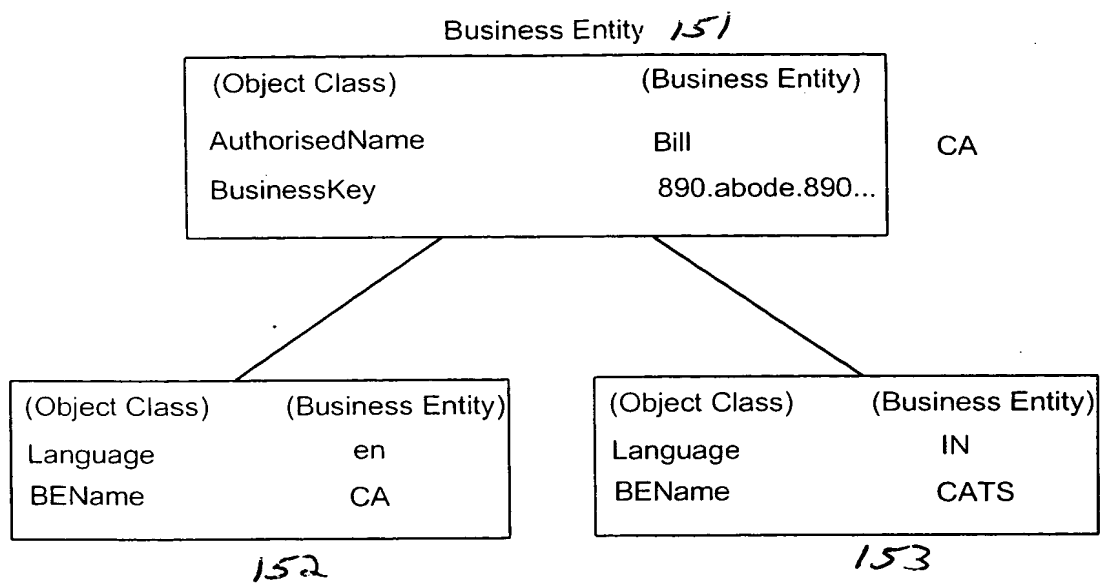 Business Entity 151
(Object Class) (Business Entity)
AuthorisedName Bill
CA
BusinessKey 890.abode.890...
(Object Class) (Business Entity)
Language en
BEName CA
152
(Object Class) (Business Entity)
Language IN
BEName CATS
153